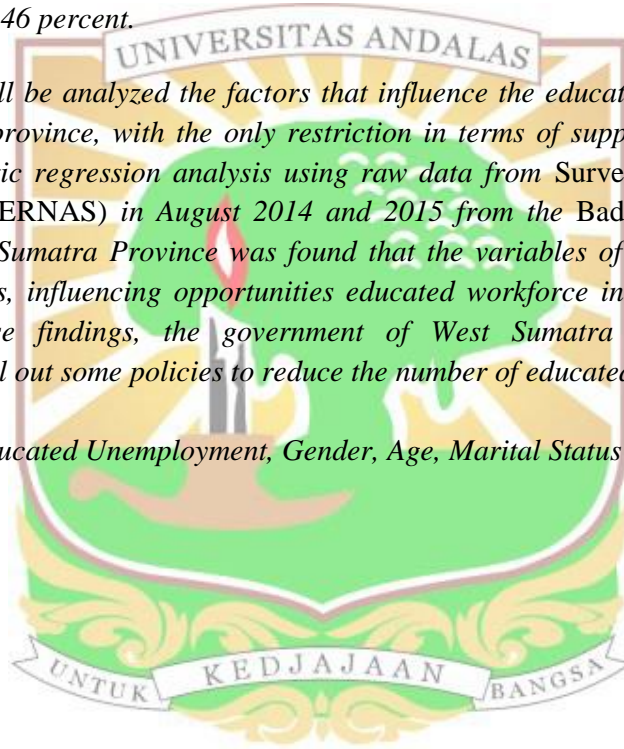 46 percent.
UNIVERSITAS ANDALAS
ll be analyzed the factors that influence the educat
province, with the only restriction in terms of supp
ic regression analysis using raw data from Surve
ERNAS) in August 2014 and 2015 from the Bad
Sumatra Province was found that the variables of
s, influencing opportunities educated workforce in
e findings, the government of West Sumatra
l out some policies to reduce the number of educated
ucated Unemployment, Gender, Age, Marital Status
UNTUK KEDJAJAAN BANGSA